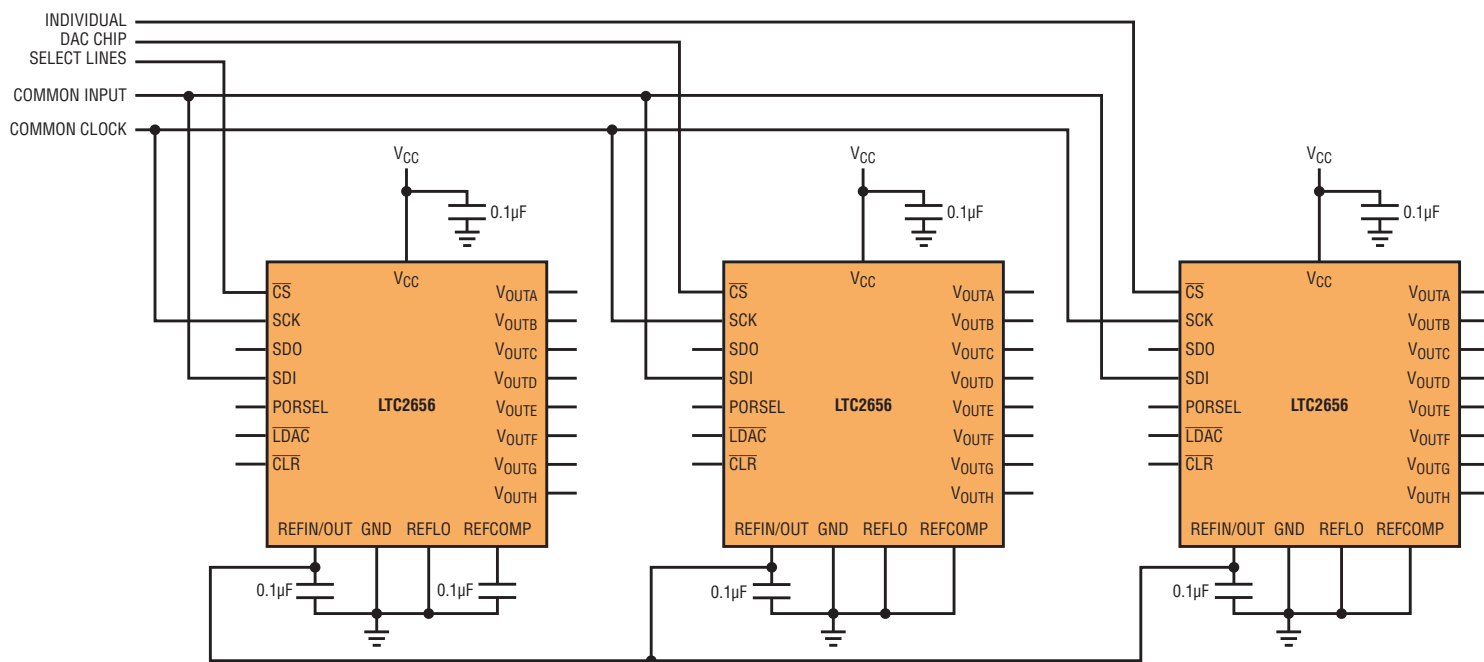 INDIVIDUAL
DAC CHIP
SELECT LINES
COMMON INPUT
COMMON CLOCK
VCC
0.1µF
VCC
CS
SCK
SDO
SDI
PORSEL
LDAC
CLR
LTC2656
VOUTA
VOUTB
VOUTC
VOUTD
VOUTE
VOUTF
VOUTG
VOUTH
REFIN/OUT GND REFLO REFCOMP
0.1µF
0.1µF
VCC
0.1µF
VCC
CS
SCK
SDO
SDI
PORSEL
LDAC
CLR
LTC2656
VOUTA
VOUTB
VOUTC
VOUTD
VOUTE
VOUTF
VOUTG
VOUTH
REFIN/OUT GND REFLO REFCOMP
0.1µF
VCC
0.1µF
VCC
CS
SCK
SDO
SDI
PORSEL
LDAC
CLR
LTC2656
VOUTA
VOUTB
VOUTC
VOUTD
VOUTE
VOUTF
VOUTG
VOUTH
REFIN/OUT GND REFLO REFCOMP
0.1µF